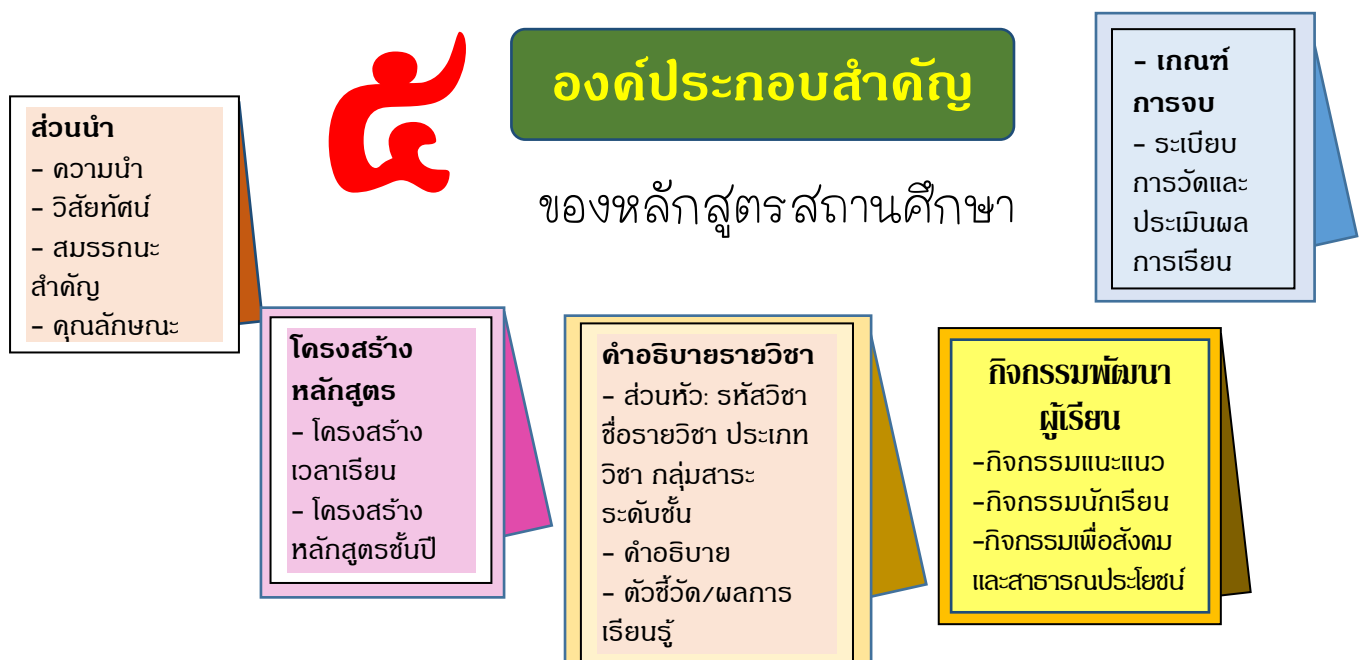 ๕
องค์ประกอบสำคัญ
ของหลักสูตรสถานศึกษา
ส่วนนำ
- ความนำ
- วิสัยทัศน์
- สมรรถนะ
สำคัญ
- คุณลักษณะ
โครงสร้าง
หลักสูตร
- โครงสร้าง
เวลาเรียน
- โครงสร้าง
หลักสูตรชั้นปี
คำอธิบายรายวิชา
- ส่วนหัว: รหัสวิชา
ชื่อรายวิชา ประเภท
วิชา กลุ่มสาระ
ระดับชั้น
- คำอธิบาย
- ตัวชี้วัด/ผลการ
เรียนรู้
กิจกรรมพัฒนา
ผู้เรียน
-กิจกรรมแนะแนว
-กิจกรรมนักเรียน
-กิจกรรมเพื่อสังคม
และสาธารณประโยชน์
- เกณฑ์
การจบ
- ระเบียบ
การวัดและ
ประเมินผล
การเรียน